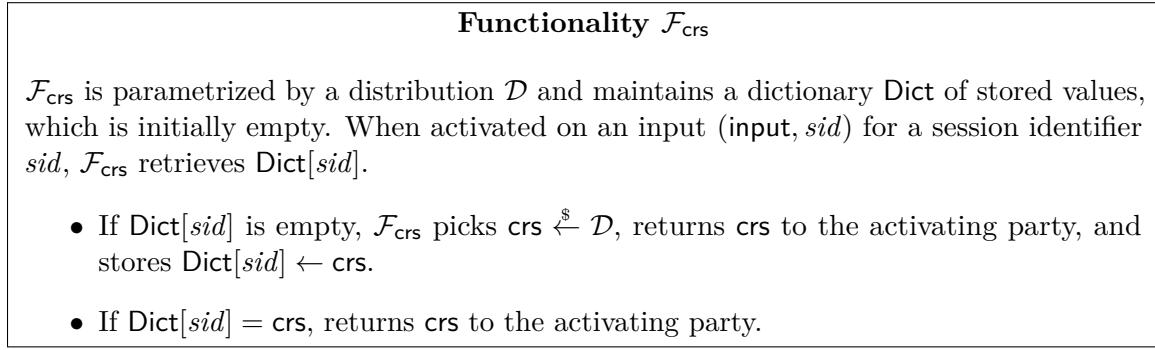 Functionality 𝓕crs
𝓕crs is parametrized by a distribution 𝓓 and maintains a dictionary Dict of stored values,
which is initially empty. When activated on an input (input, sid) for a session identifier
sid, 𝓕crs retrieves Dict[sid].
• If Dict[sid] is empty, 𝓕crs picks crs ←$ 𝓓, returns crs to the activating party, and
stores Dict[sid] ← crs.
• If Dict[sid] = crs, returns crs to the activating party.